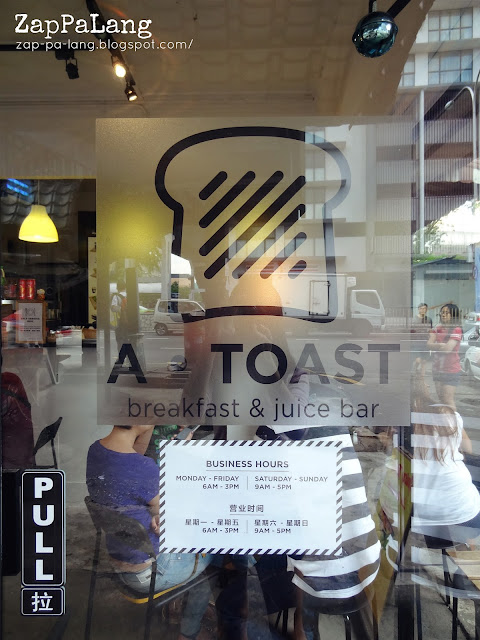 ZapPaLang
zap-pa-lang.blogspot.com/
A TOAST
breakfast & juice bar
BUSINESS HOURS
MONDAY - FRIDAY
6AM - 3PM
SATURDAY - SUNDAY
9AM - 5PM
营业时间
星期一 - 星期五
6AM - 3PM
星期六 - 星期日
9AM - 5PM
PULL
拉